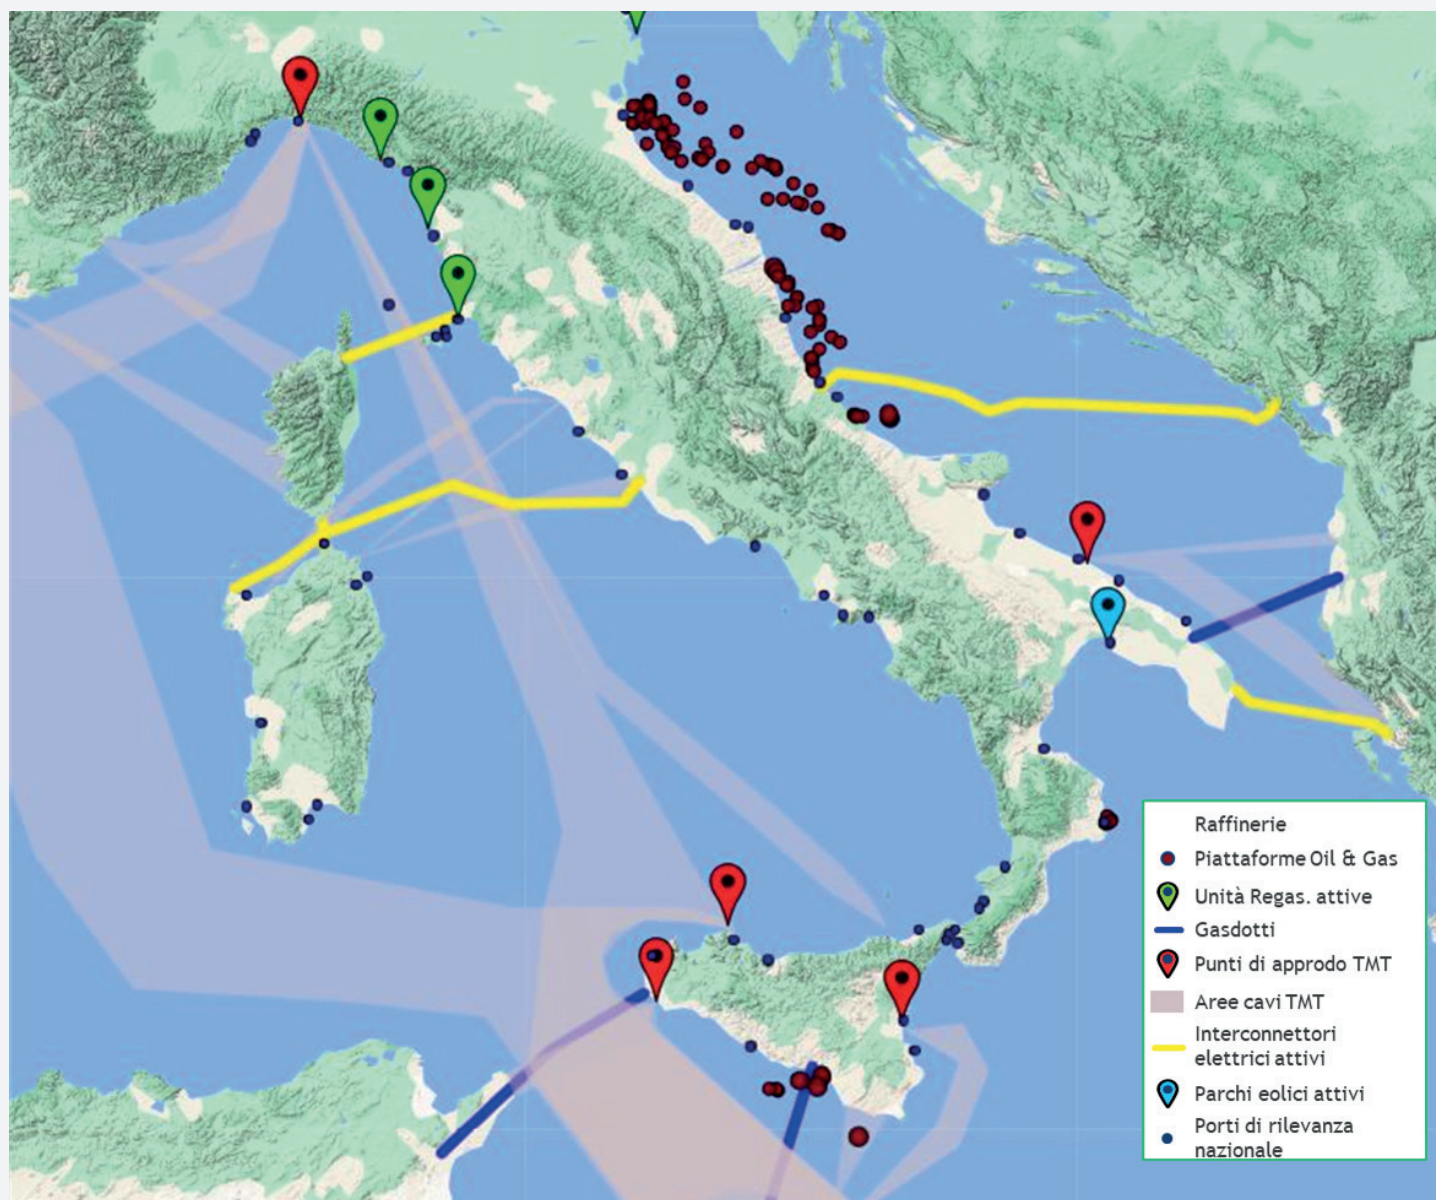 Raffinerie
Piattaforme Oil & Gas
Unità Regas. attive
Gasdotti
Punti di approdo TMT
Aree cavi TMT
Interconnettori
elettrici attivi
Parchi eolici attivi
Porti di rilevanza
nazionale